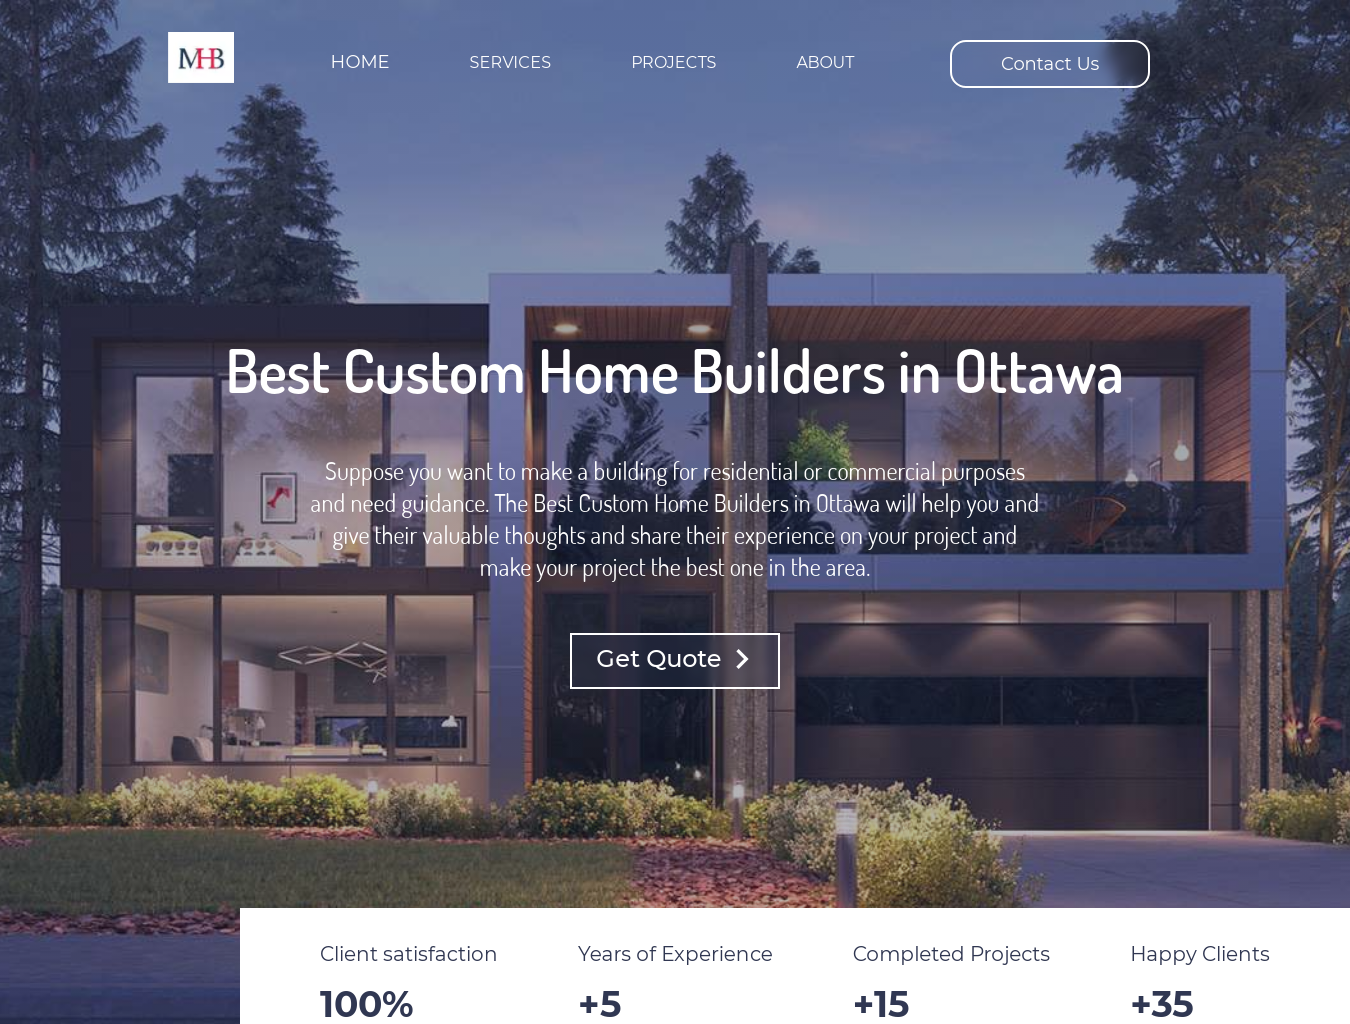 MHB
HOME
SERVICES
PROJECTS
ABOUT
Contact Us
Best Custom Home Builders in Ottawa
Suppose you want to make a building for residential or commercial purposes
and need guidance. The Best Custom Home Builders in Ottawa will help you and
give their valuable thoughts and share their experience on your project and
make your project the best one in the area.
Get Quote
Client satisfaction
Years of Experience
Completed Projects
Happy Clients
100%
+5
+15
+35